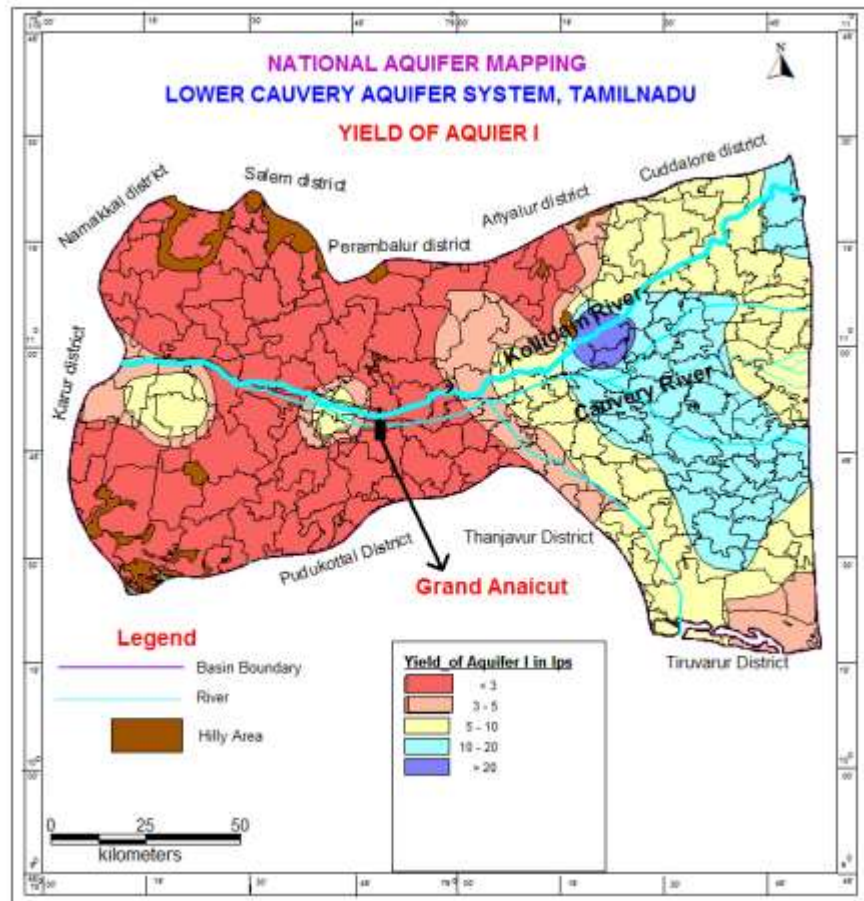 NATIONAL AQUIFER MAPPING
LOWER CAUVERY AQUIFER SYSTEM, TAMILNADU
YIELD OF AQUIER I
N
Namakkal district
Salem district
Perambalur district
Ariyalur district
Cuddalore district
Karur district
Kollidam River
Cauvery River
Pudukottai District
Thanjavur District
Grand Anaicut
Tiruvarur District
Legend
Basin Boundary
River
Hilly Area
Yield_of Aquifer I in lps
< 3
3 - 5
5 - 10
10 - 20
> 20
0 25 50
kilometers